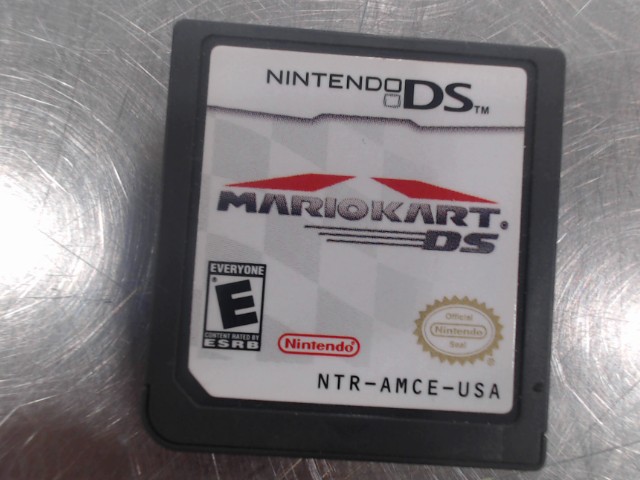 NINTENDO DS™
MARIOKART®
DS
EVERYONE
E
CONTENT RATED BY
ESRB
Nintendo®
Official
Nintendo
Seal
NTR-AMCE-USA